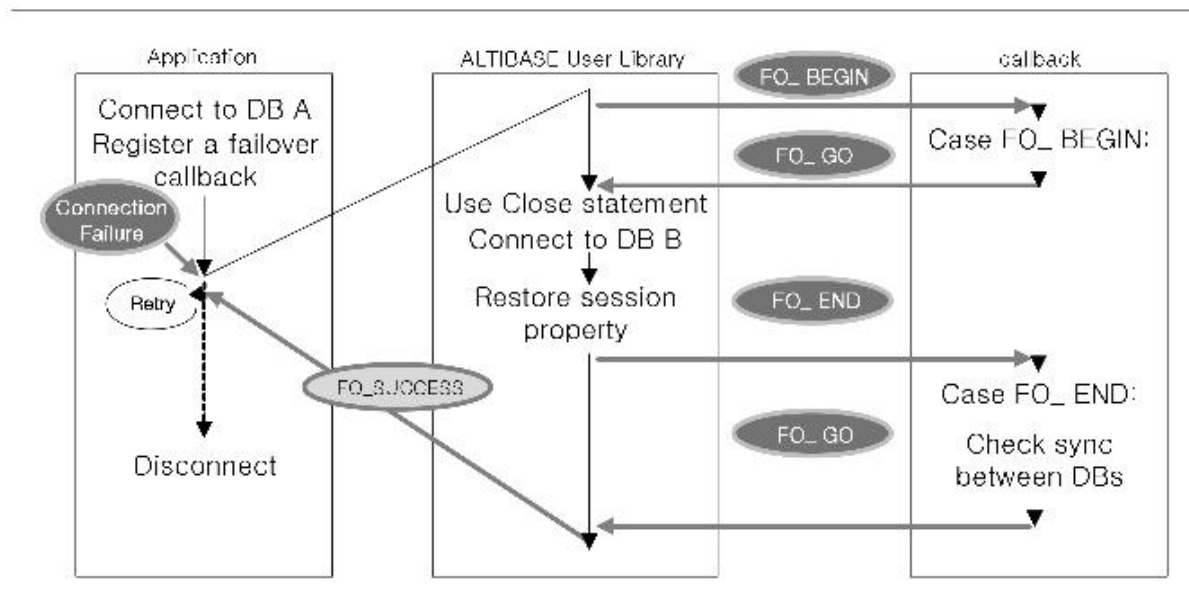 Application
ALTIBASE User Library
callback
FO_ BEGIN
Connect to DB A
Register a failover
callback
Case FO_ BEGIN:
FO_ GO
Connection
Failure
Use Close statement
Connect to DB B
Retry
Restore session
property
FO_ END
FO_SUCCESS
Case FO_ END:
FO_ GO
Check sync
between DBs
Disconnect